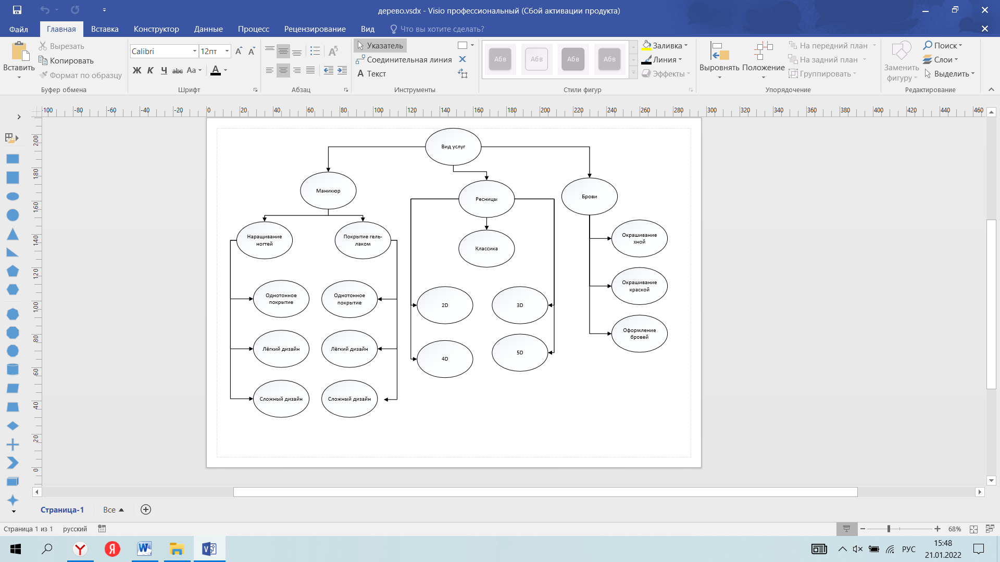 дерево.vsdx - Visio профессиональный (Сбой активации продукта)
Файл
Главная
Вставка
Конструктор
Данные
Процесс
Рецензирование
Вид
Что вы хотите сделать?
Вставить
Вырезать
Копировать
Формат по образцу
Буфер обмена
Calibri
12пт
Ж К Ч abc Aa A
Шрифт
Абзац
Указатель
Соединительная линия
Текст
Инструменты
Абв Абв Абв Абв
Стили фигур
Заливка
Линия
Эффекты
Выровнять
Положение
На передний план
На задний план
Группировать
Упорядочение
Заменить
фигуру
Поиск
Слои
Выделить
Редактирование
-100 -80 -60 -40 -20 0 20 40 60 80 100 120 140 160 180 200 220 240 260 280 300 320 340 360 380 400 420 440 460
200
180
160
140
120
100
80
60
40
20
0
Вид услуг
Маникюр
Ресницы
Брови
Наращивание
ногтей
Покрытие гель-
лаком
Классика
Окрашивание
хной
Окрашивание
краской
Оформление
бровей
Однотонное
покрытие
Однотонное
покрытие
2D
3D
Лёгкий дизайн
Лёгкий дизайн
4D
5D
Сложный дизайн
Сложный дизайн
Страница-1
Все
Страница 1 из 1
русский
68%
РУС
15:48
21.01.2022